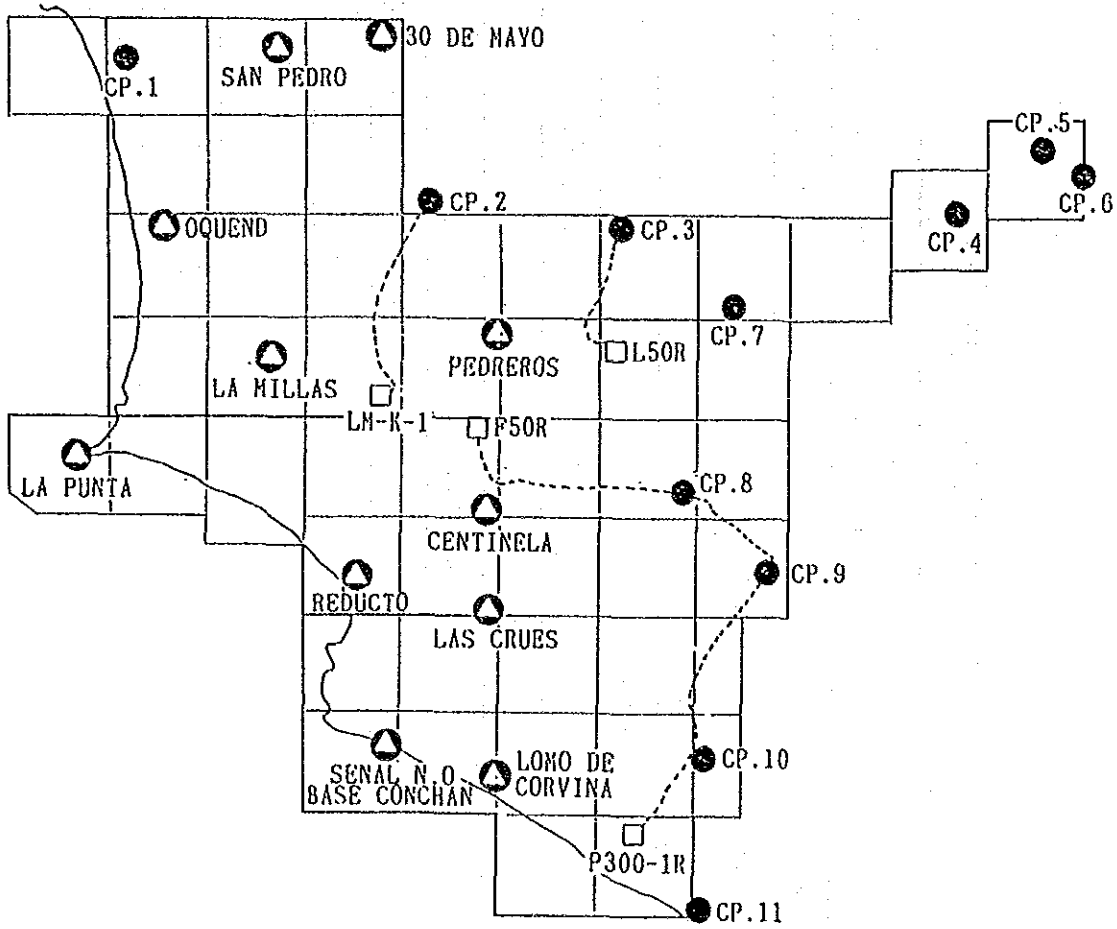 30 DE MAYO
CP.1
SAN PEDRO
CP.5
CP.2
CP.6
OQUEND
CP.3
CP.4
CP.7
PEDREROS
L50R
LA MILLAS
LM-K-1
F50R
LA PUNTA
CP.8
CENTINELA
CP.9
REDUCTO
LAS CRUES
SENAL N.O
BASE CONCHAN
LOMO DE
CORVINA
CP.10
P300-1R
CP.11